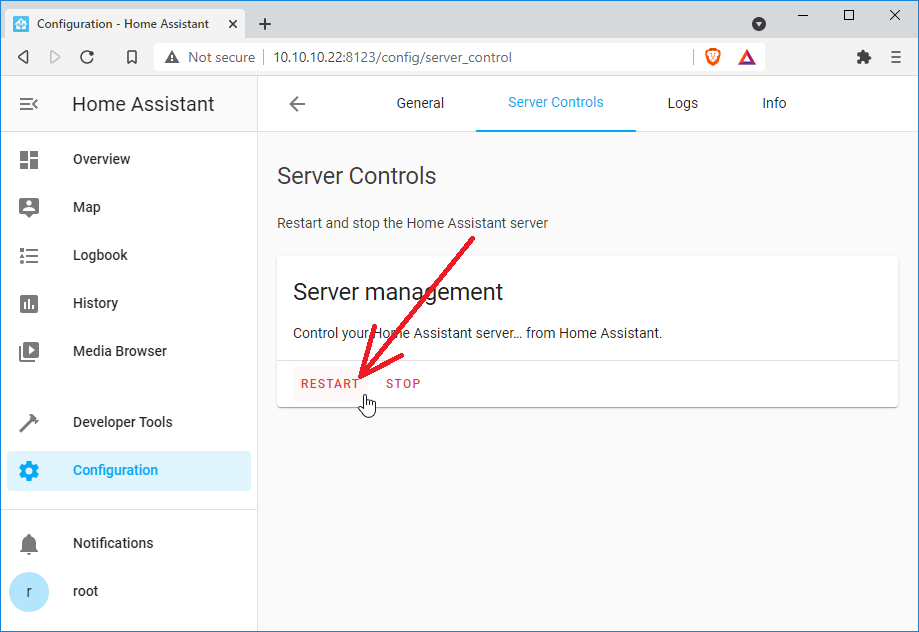 Configuration - Home Assistant
Not secure 10.10.10.22:8123/config/server_control
Home Assistant
General Server Controls Logs Info
Overview
Map
Logbook
History
Media Browser
Developer Tools
Configuration
Notifications
r root
Server Controls
Restart and stop the Home Assistant server
Server management
Control your Home Assistant server... from Home Assistant.
RESTART STOP